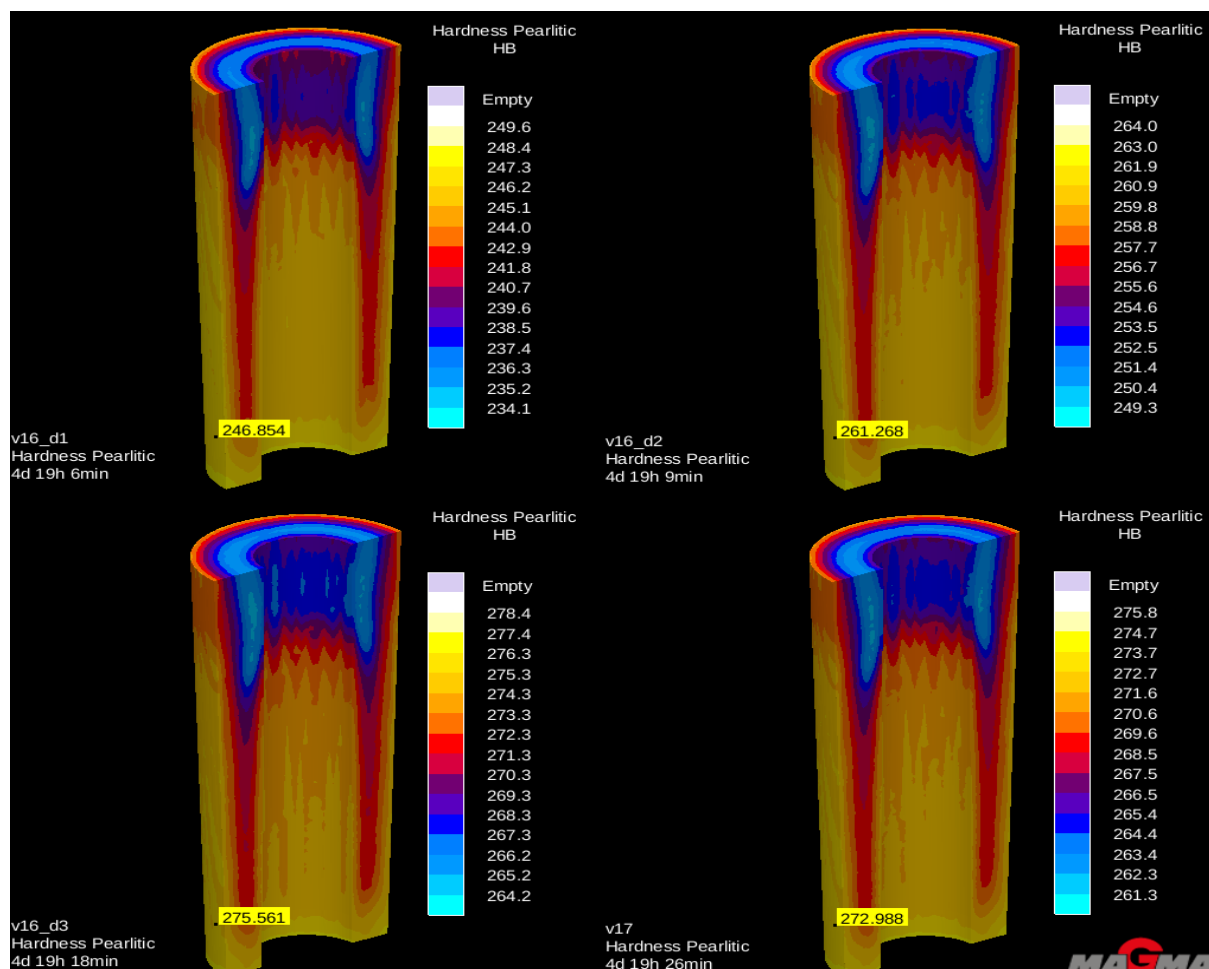 Hardness Pearlitic
HB
Empty
249.6
248.4
247.3
246.2
245.1
244.0
242.9
241.8
240.7
239.6
238.5
237.4
236.3
235.2
234.1
246.854
v16_d1
Hardness Pearlitic
4d 19h 6min
Hardness Pearlitic
HB
Empty
264.0
263.0
261.9
260.9
259.8
258.8
257.7
256.7
255.6
254.6
253.5
252.5
251.4
250.4
249.3
261.268
v16_d2
Hardness Pearlitic
4d 19h 9min
Hardness Pearlitic
HB
Empty
278.4
277.4
276.3
275.3
274.3
273.3
272.3
271.3
270.3
269.3
268.3
267.3
266.2
265.2
264.2
275.561
v16_d3
Hardness Pearlitic
4d 19h 18min
Hardness Pearlitic
HB
Empty
275.8
274.7
273.7
272.7
271.6
270.6
269.6
268.5
267.5
266.5
265.4
264.4
263.4
262.3
261.3
272.988
v17
Hardness Pearlitic
4d 19h 26min
MAGMA